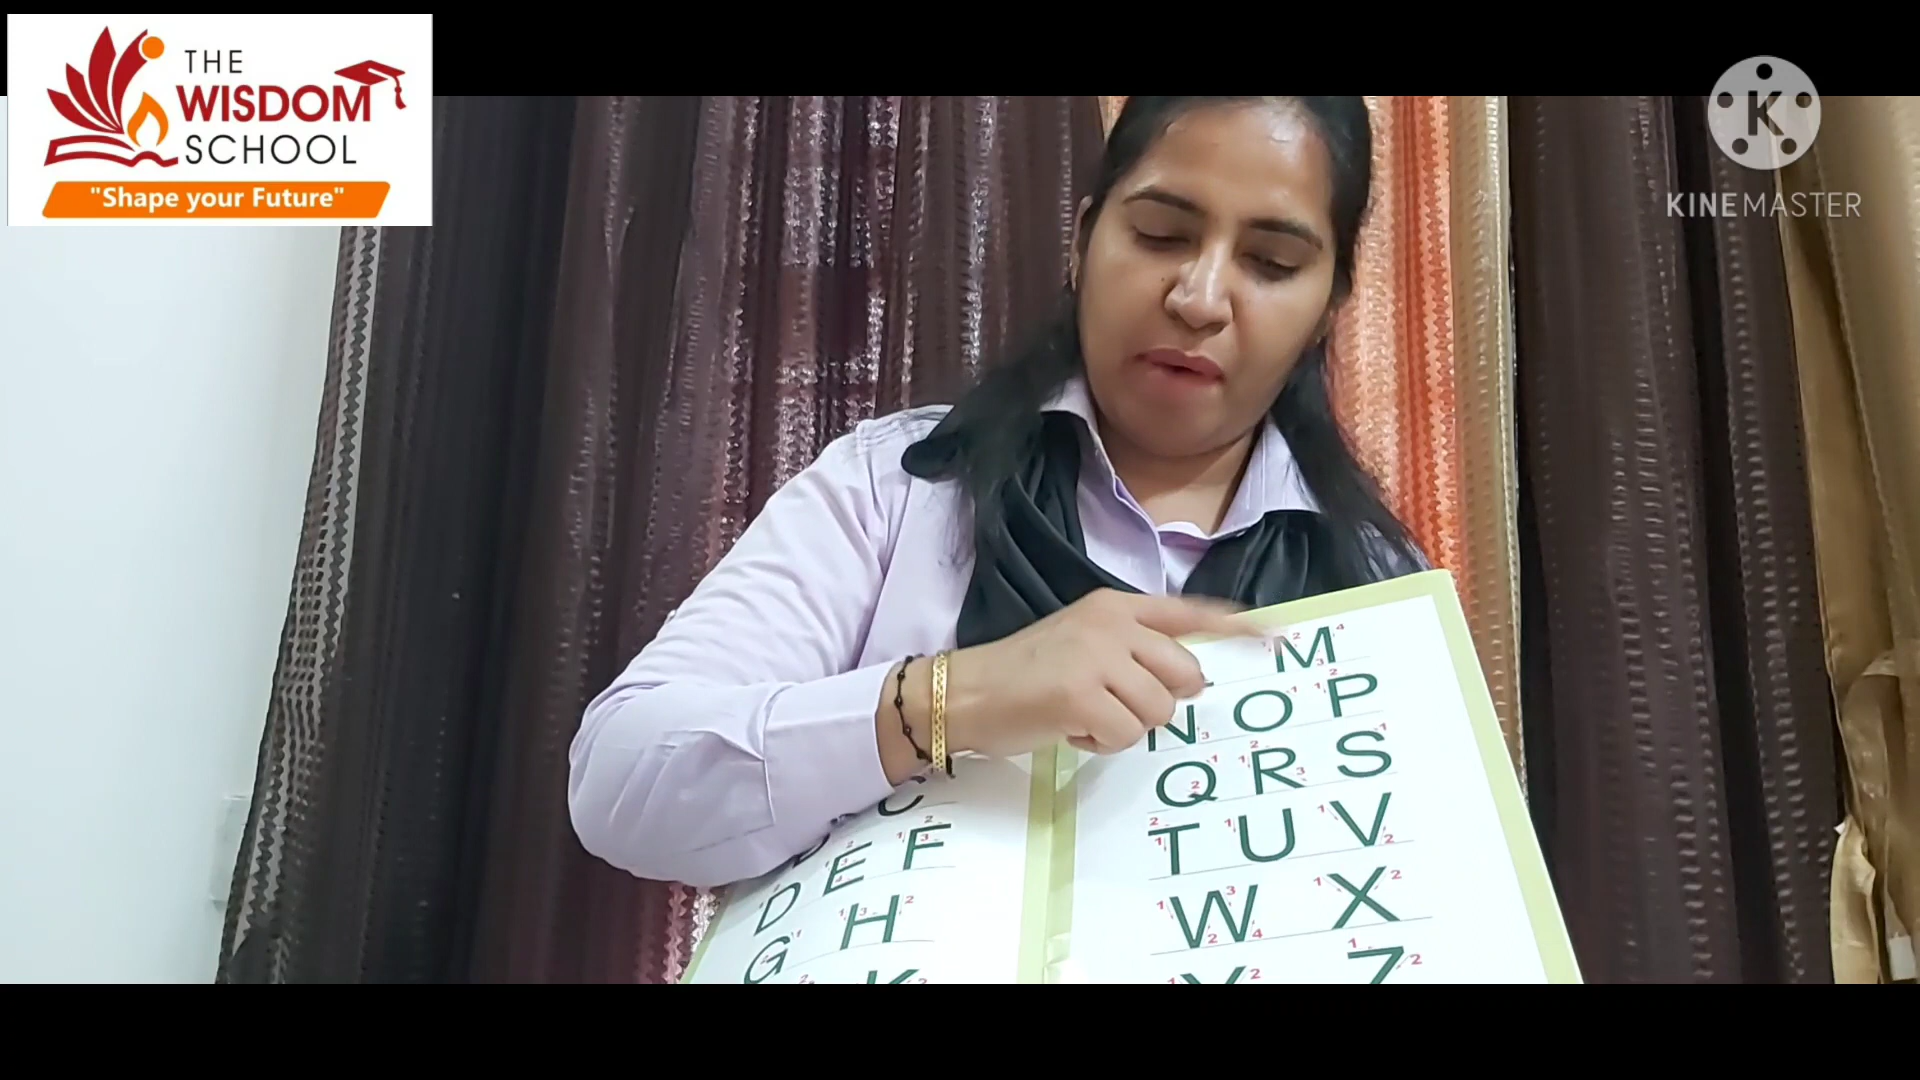 THE
WISDOM
SCHOOL
"Shape your Future"
K
KINEMASTER
M
N O P
Q R S
T U V
W X
Y Z
C
D E F
G H
K